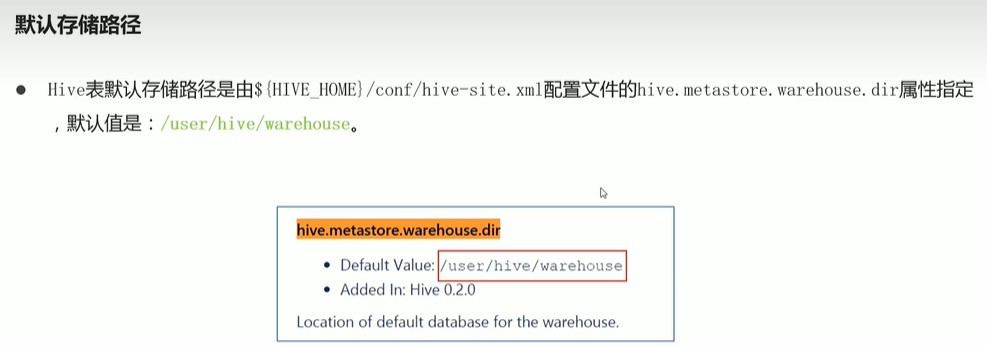 默认存储路径
● Hive表默认存储路径是由${HIVE_HOME}/conf/hive-site.xml配置文件的hive.metastore.warehouse.dir属性指定
，默认值是：/user/hive/warehouse。
hive.metastore.warehouse.dir
• Default Value: /user/hive/warehouse
• Added In: Hive 0.2.0
Location of default database for the warehouse.